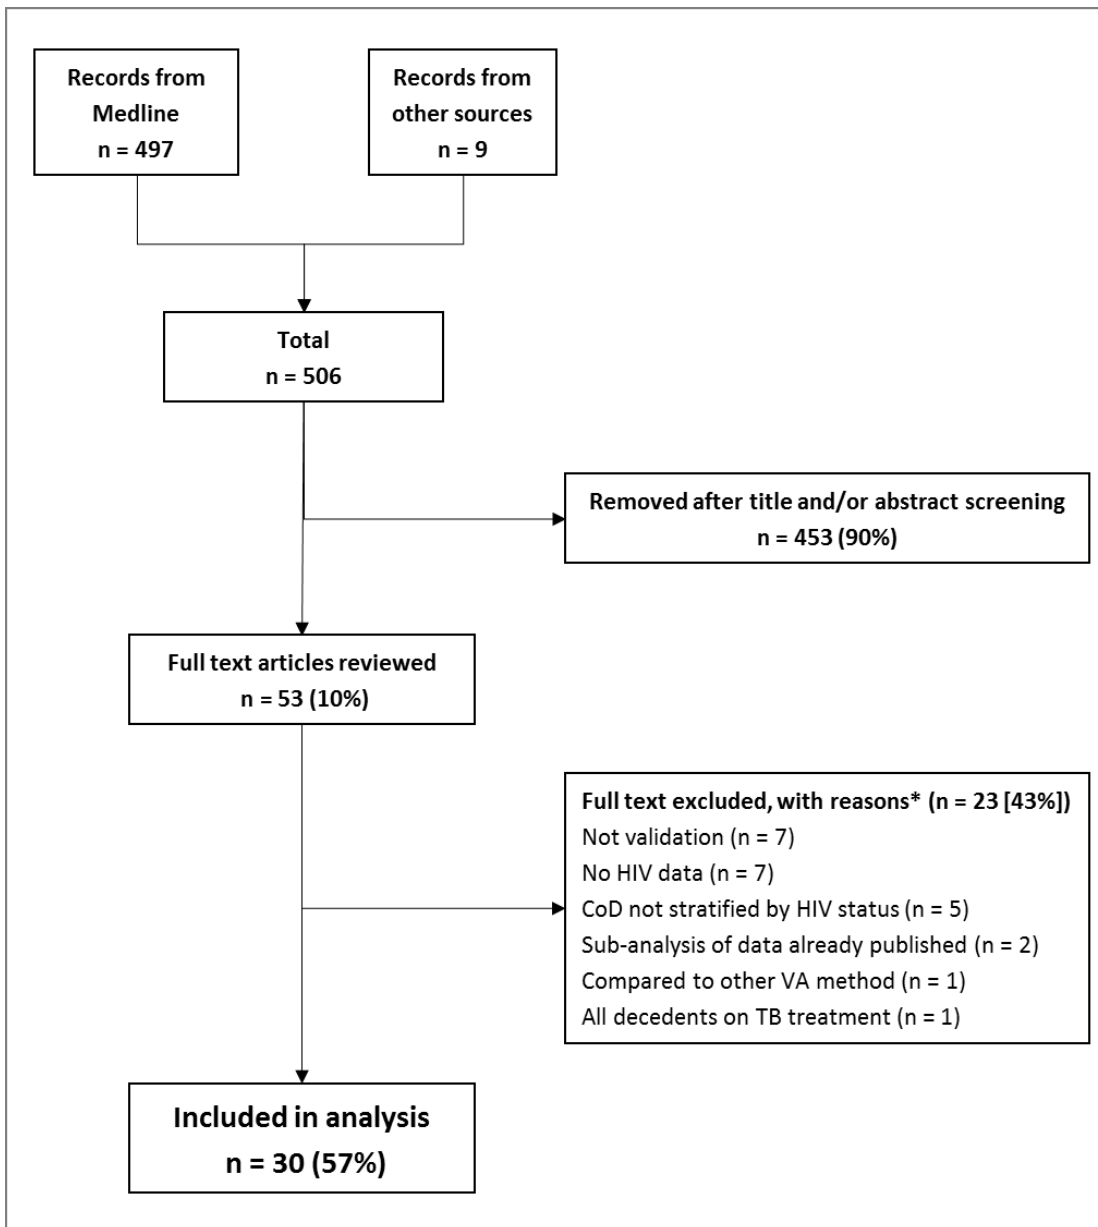 Records from
Medline
n = 497
Records from
other sources
n = 9
Total
n = 506
Removed after title and/or abstract screening
n = 453 (90%)
Full text articles reviewed
n = 53 (10%)
Full text excluded, with reasons* (n = 23 [43%])
Not validation (n = 7)
No HIV data (n = 7)
CoD not stratified by HIV status (n = 5)
Sub-analysis of data already published (n = 2)
Compared to other VA method (n = 1)
All decedents on TB treatment (n = 1)
Included in analysis
n = 30 (57%)